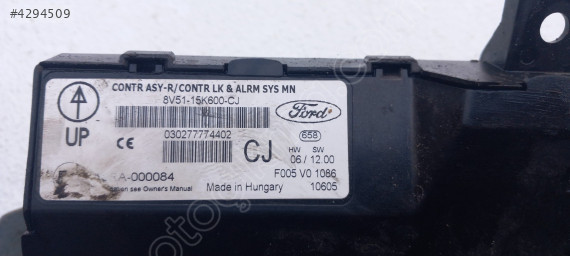 #4294509
CONTR ASY-R/CONTR LK & ALRM SYS MN
8V51-15K600-CJ
Ford
UP
CE
030277774402
CJ
658
HW SW
06 / 12.00
A-000084
F005 V0 1086
see Owner's Manual
Made in Hungary
10605